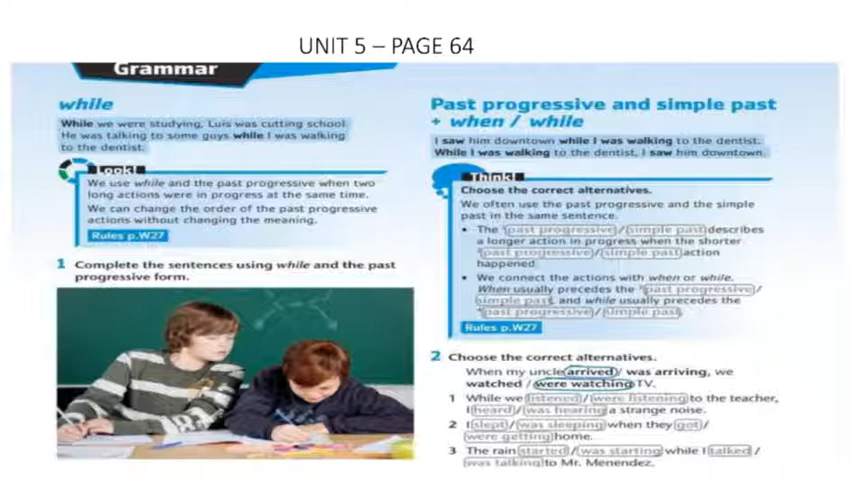 UNIT 5 – PAGE 64
Grammar
while
While we were studying, Luis was cutting school.
He was talking to some guys while I was walking
to the dentist.
Look!
We use while and the past progressive when two
long actions were in progress at the same time.
We can change the order of the past progressive
actions without changing the meaning.
Rules p.W27
1 Complete the sentences using while and the past
progressive form.
Past progressive and simple past
+ when / while
I saw him downtown while I was walking to the dentist.
While I was walking to the dentist, I saw him downtown.
Think!
Choose the correct alternatives.
We often use the past progressive and the simple
past in the same sentence.
• The past progressive / simple past describes
a longer action in progress when the shorter
past progressive / simple past action
happened.
• We connect the actions with when or while.
When usually precedes the past progressive /
simple past, and while usually precedes the
past progressive / simple past.
Rules p.W27
2 Choose the correct alternatives.
When my uncle arrived / was arriving, we
watched / were watching TV.
1 While we listened / were listening to the teacher,
I heard / was hearing a strange noise.
2 I slept / was sleeping when they got /
were getting home.
3 The rain started / was starting while I talked /
was talking to Mr. Menendez.